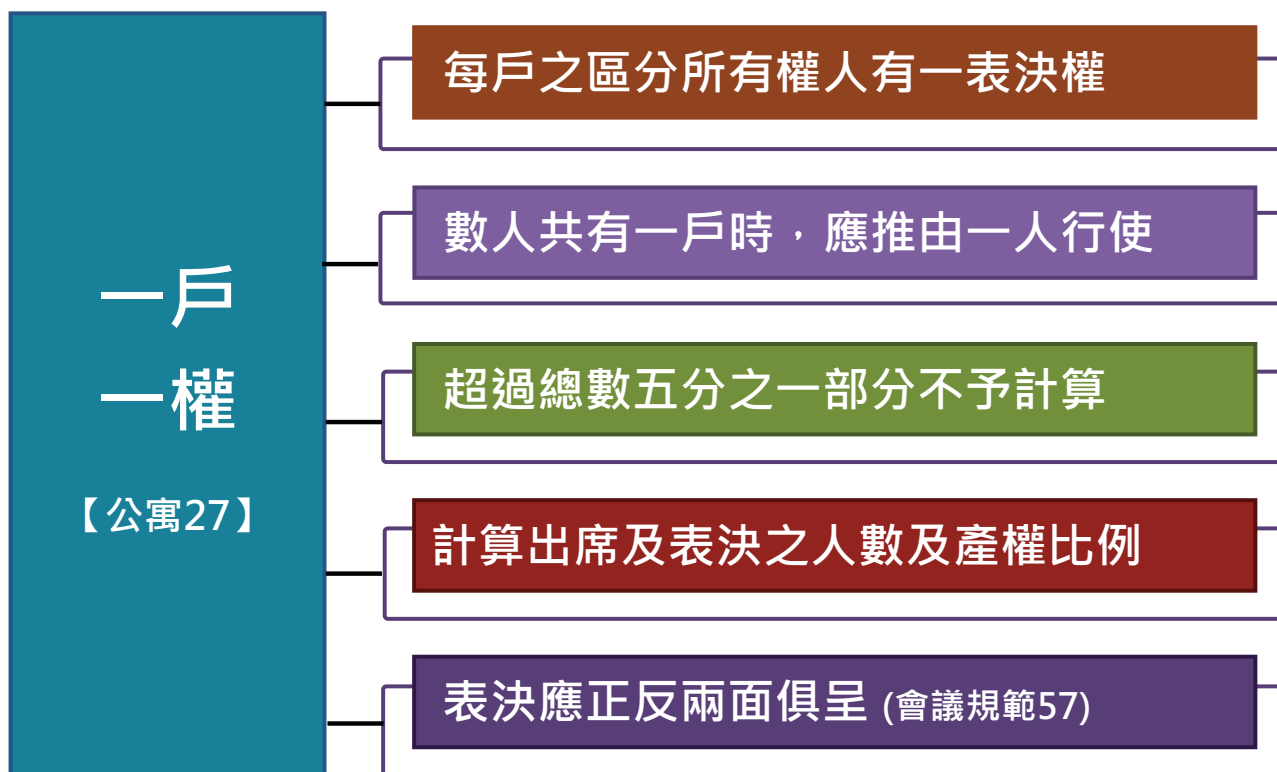 一戶
一權
【公寓27】
每戶之區分所有權人有一表決權
數人共有一戶時，應推由一人行使
超過總數五分之一部分不予計算
計算出席及表決之人數及產權比例
表決應正反兩面俱呈 (會議規範57)